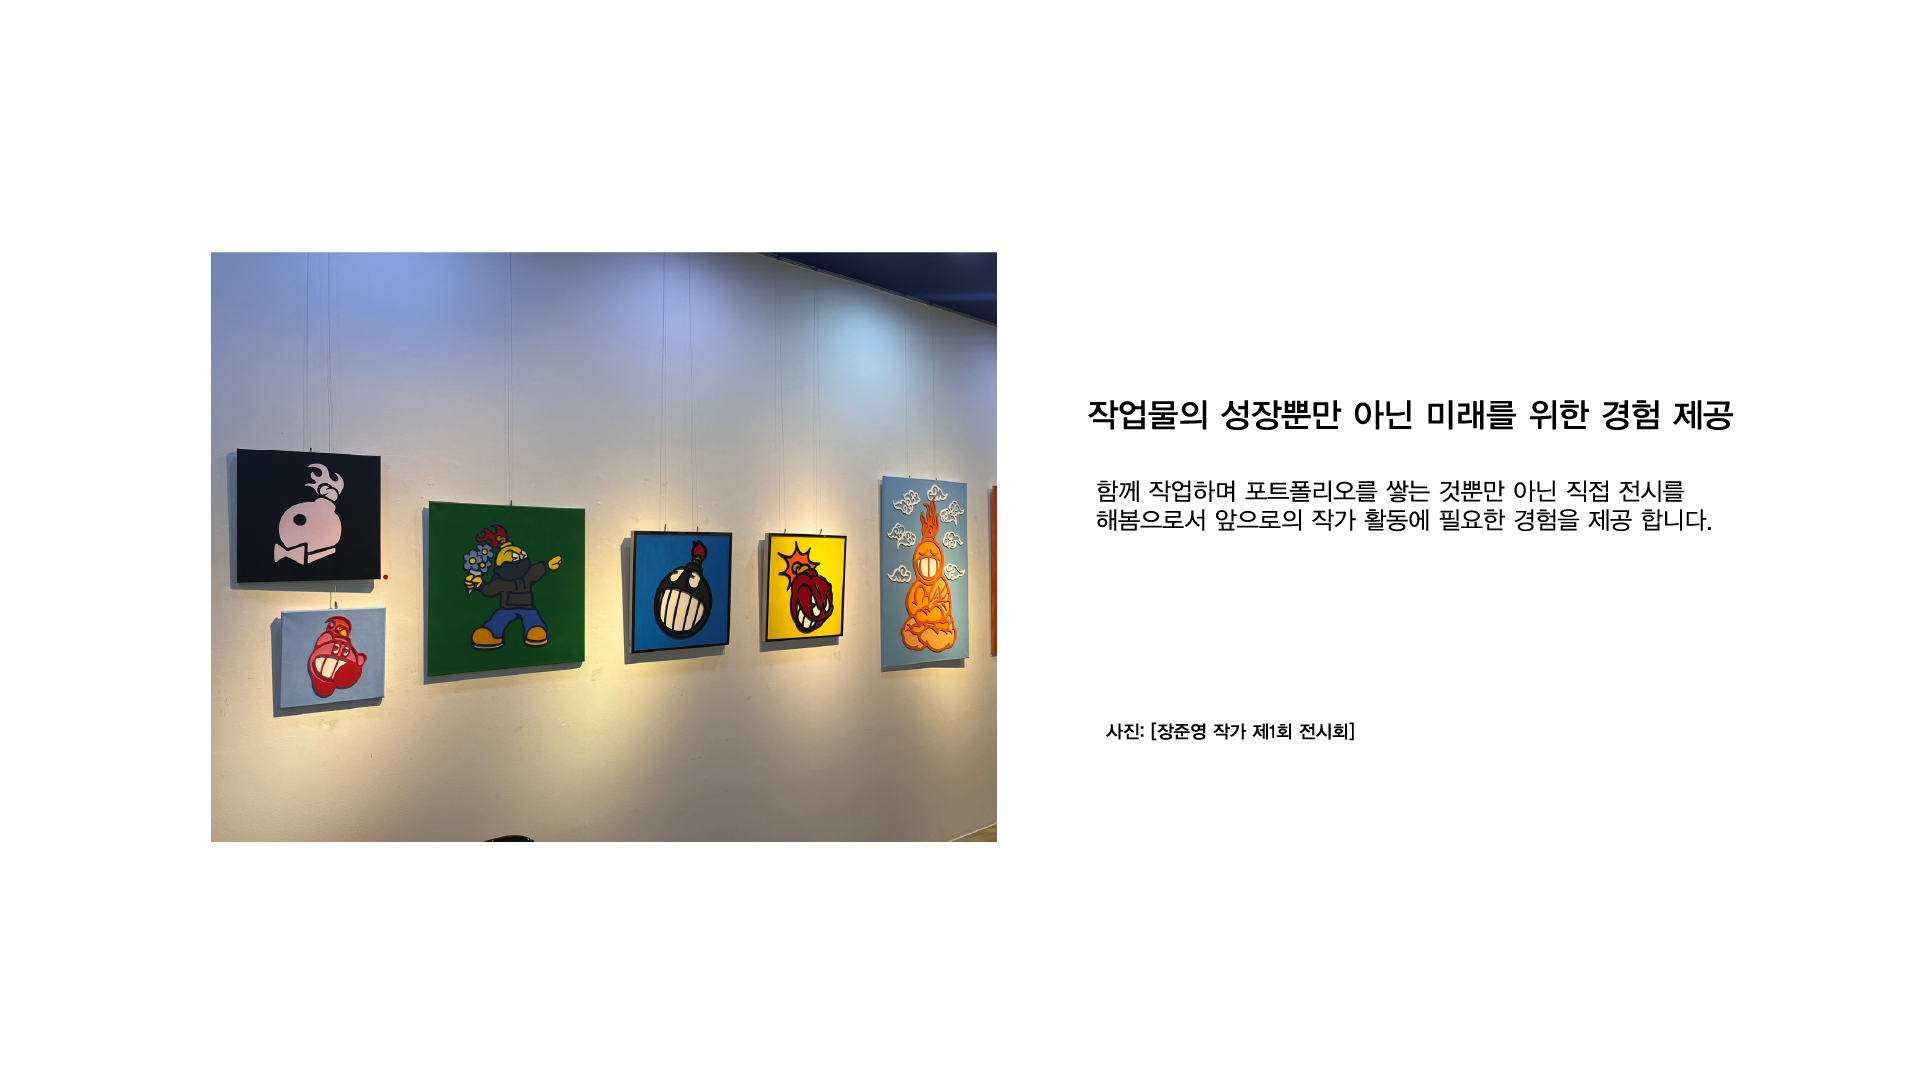 작업물의 성장뿐만 아닌 미래를 위한 경험 제공
함께 작업하며 포트폴리오를 쌓는 것뿐만 아닌 직접 전시를
해봄으로서 앞으로의 작가 활동에 필요한 경험을 제공 합니다.
사진: [장준영 작가 제1회 전시회]